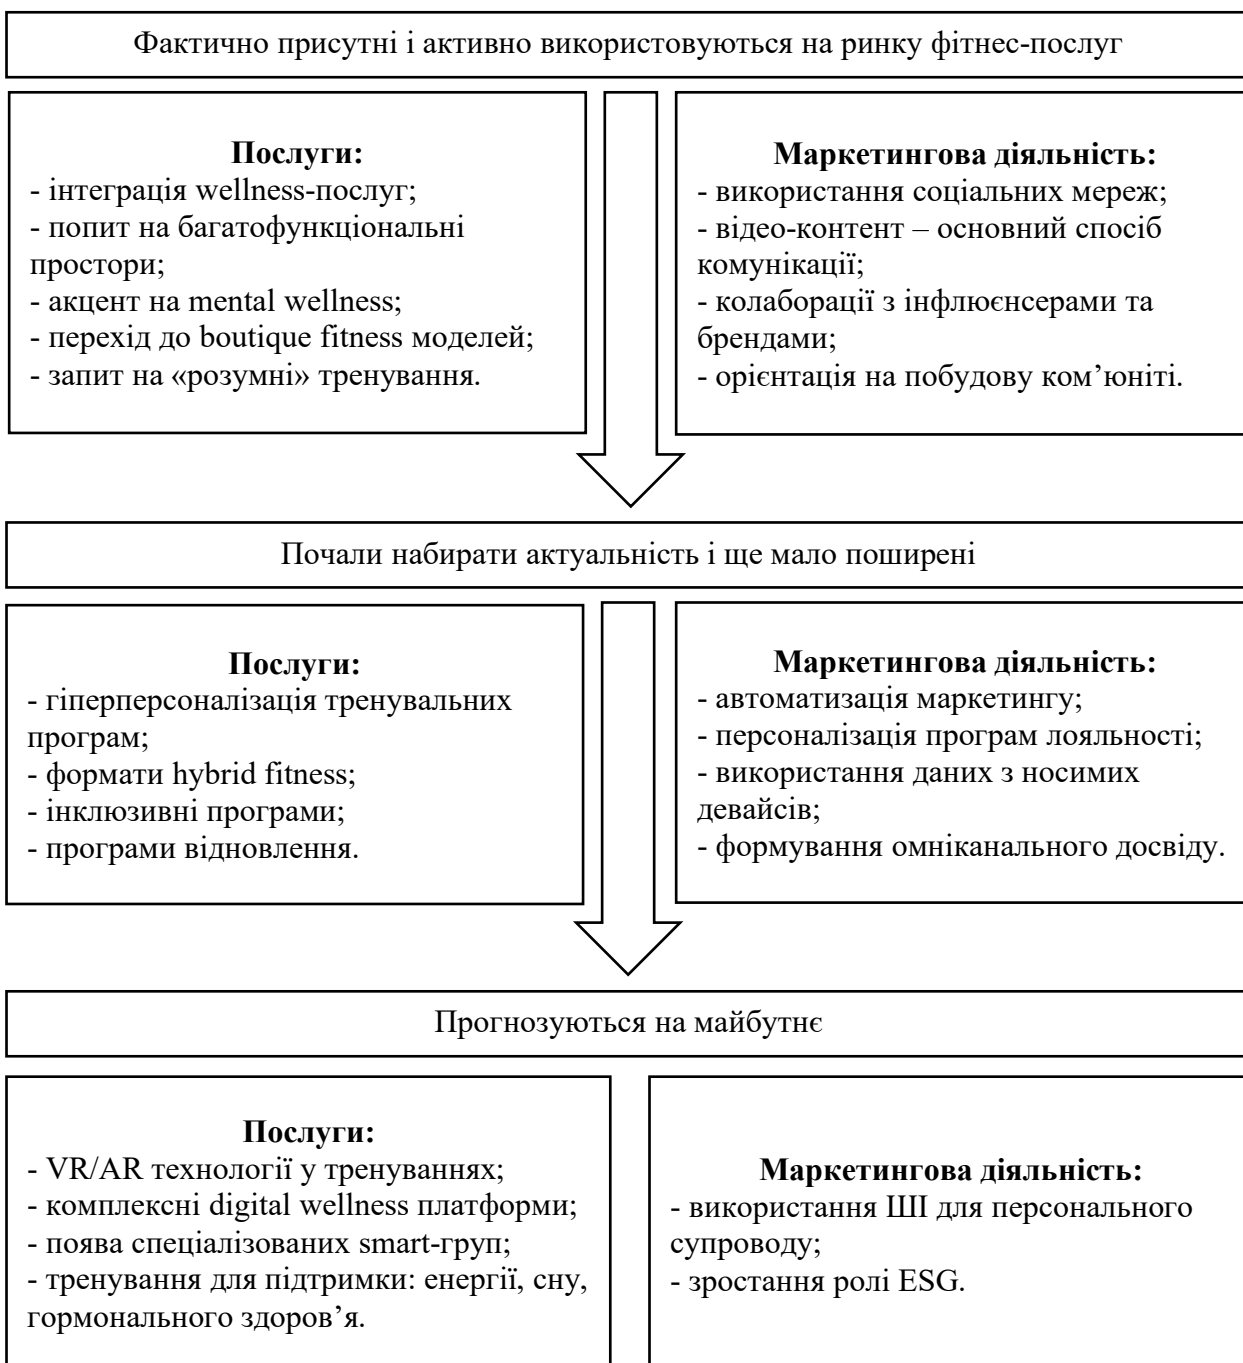 Фактично присутні і активно використовуються на ринку фітнес-послуг
Послуги:
- інтеграція wellness-послуг;
- попит на багатофункціональні
простори;
- акцент на mental wellness;
- перехід до boutique fitness моделей;
- запит на «розумні» тренування.
Маркетингова діяльність:
- використання соціальних мереж;
- відео-контент – основний спосіб
комунікації;
- колаборації з інфлюєнсерами та
брендами;
- орієнтація на побудову ком’юніті.
Почали набирати актуальність і ще мало поширені
Послуги:
- гіперперсоналізація тренувальних
програм;
- формати hybrid fitness;
- інклюзивні програми;
- програми відновлення.
Маркетингова діяльність:
- автоматизація маркетингу;
- персоналізація програм лояльності;
- використання даних з носимих
девайсів;
- формування омніканального досвіду.
Прогнозуються на майбутнє
Послуги:
- VR/AR технології у тренуваннях;
- комплексні digital wellness платформи;
- поява спеціалізованих smart-груп;
- тренування для підтримки: енергії, сну,
гормонального здоров’я.
Маркетингова діяльність:
- використання ШІ для персонального
супроводу;
- зростання ролі ESG.